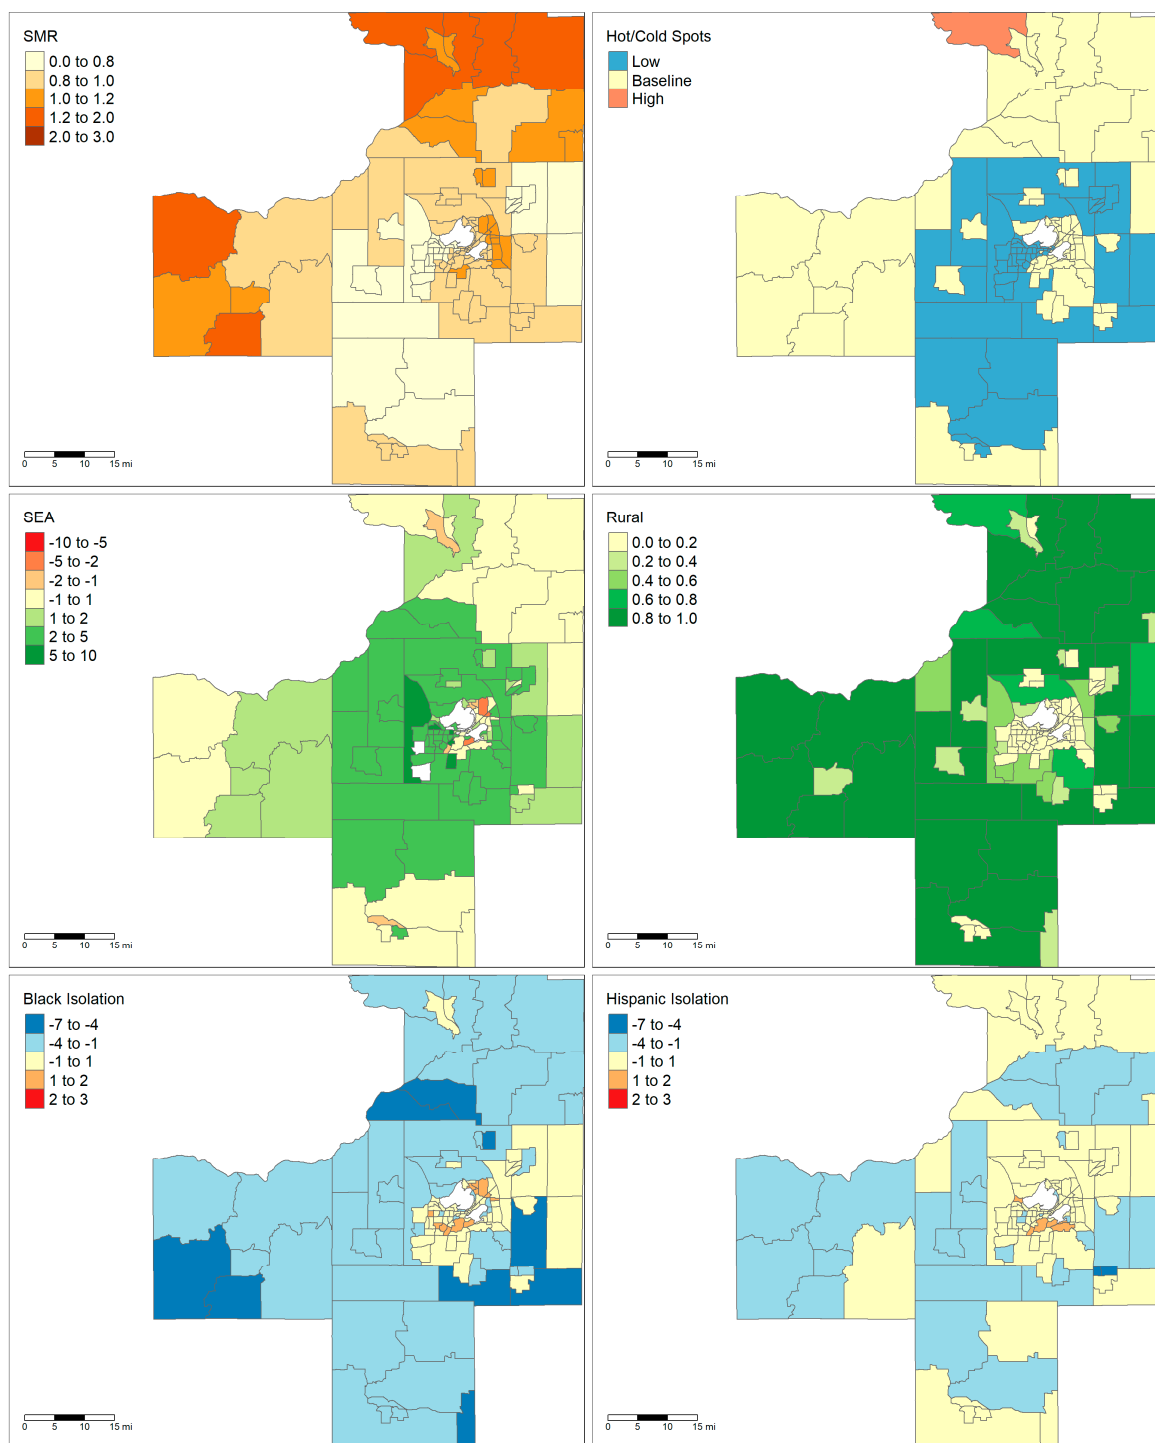 SMR
0.0 to 0.8
0.8 to 1.0
1.0 to 1.2
1.2 to 2.0
2.0 to 3.0
0 5 10 15 mi
Hot/Cold Spots
Low
Baseline
High
0 5 10 15 mi
SEA
-10 to -5
-5 to -2
-2 to -1
-1 to 1
1 to 2
2 to 5
5 to 10
0 5 10 15 mi
Rural
0.0 to 0.2
0.2 to 0.4
0.4 to 0.6
0.6 to 0.8
0.8 to 1.0
0 5 10 15 mi
Black Isolation
-7 to -4
-4 to -1
-1 to 1
1 to 2
2 to 3
0 5 10 15 mi
Hispanic Isolation
-7 to -4
-4 to -1
-1 to 1
1 to 2
2 to 3
0 5 10 15 mi